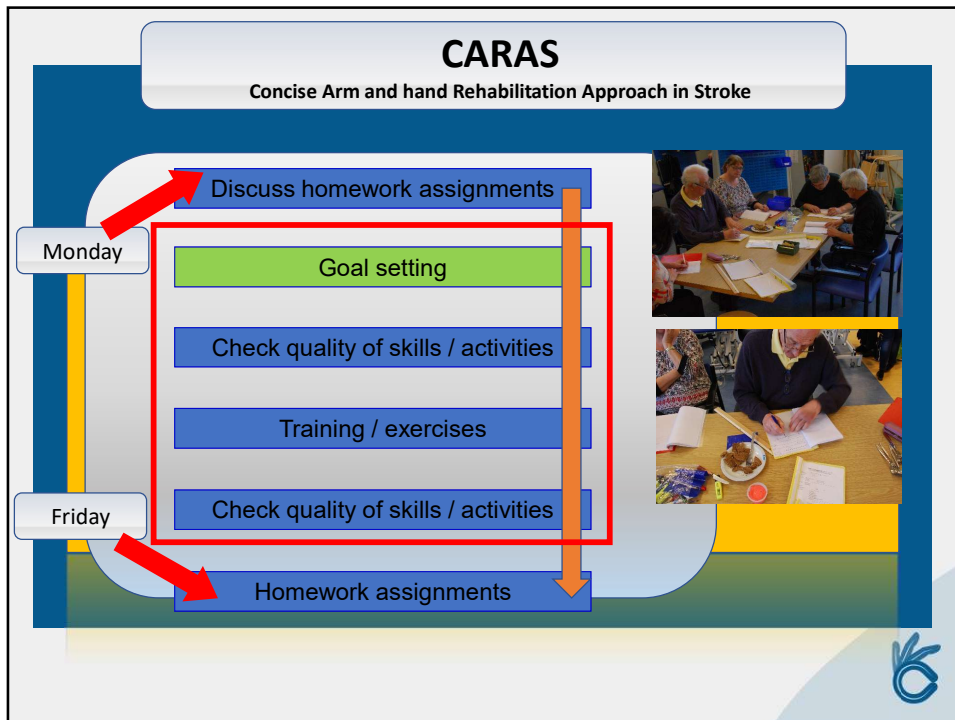 CARAS
Concise Arm and hand Rehabilitation Approach in Stroke
Discuss homework assignments
Monday
Goal setting
Check quality of skills / activities
Training / exercises
Check quality of skills / activities
Friday
Homework assignments